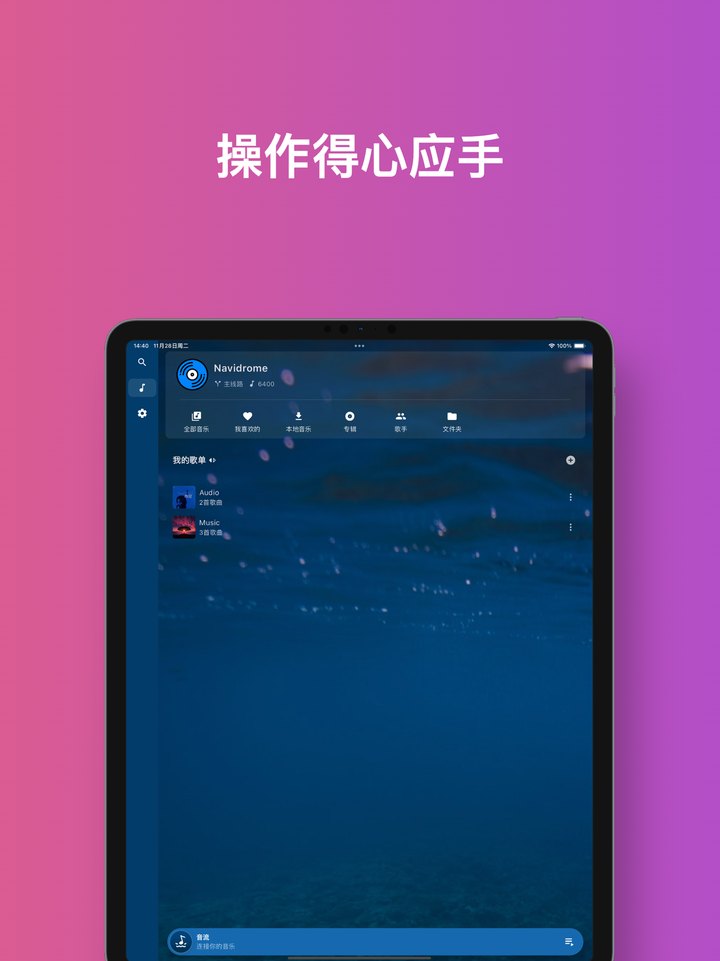 操作得心应手
14:40 11月28日周二
100%
Navidrome
主线路 6400
全部音乐 我喜欢的 本地音乐 专辑 歌手 文件夹
我的歌单
Audio
2首歌曲
Music
3首歌曲
音流
连接你的音乐